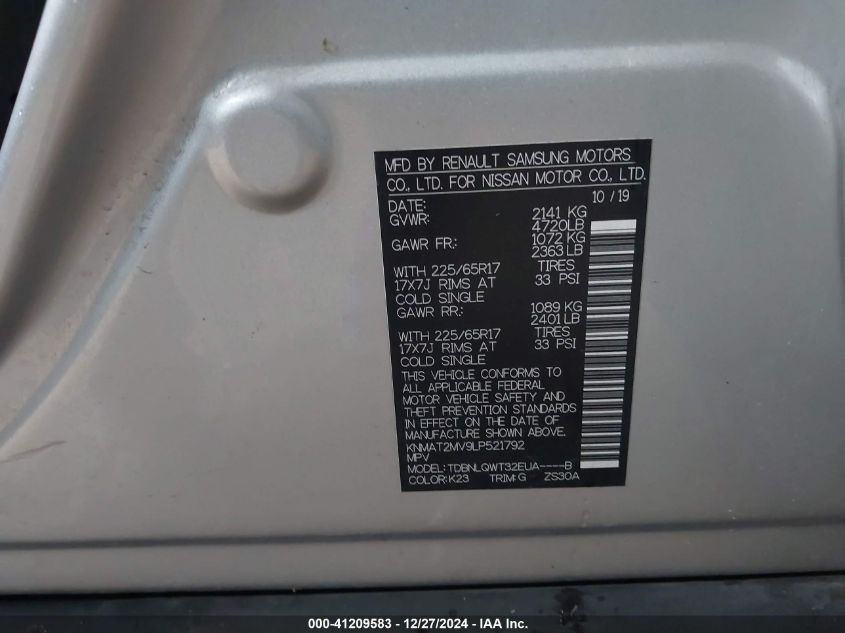 MFD BY RENAULT SAMSUNG MOTORS
CO., LTD. FOR NISSAN MOTOR CO., LTD.
DATE: 10 / 19
GVWR: 2141 KG
4720LB
GAWR FR.: 1072 KG
2363 LB
WITH 225/65R17 TIRES
17X7J RIMS AT 33 PSI
COLD SINGLE
GAWR RR.: 1089 KG
2401LB
WITH 225/65R17 TIRES
17X7J RIMS AT 33 PSI
COLD SINGLE
THIS VEHICLE CONFORMS TO
ALL APPLICABLE FEDERAL
MOTOR VEHICLE SAFETY AND
THEFT PREVENTION STANDARDS
IN EFFECT ON THE DATE OF
MANUFACTURE SHOWN ABOVE.
KNMAT2MV9LP521792
MPV
MODEL:TDBNLQWT32EUA----B
COLOR:K23 TRIM:G ZS30A
000-41209583 - 12/27/2024 - IAA Inc.